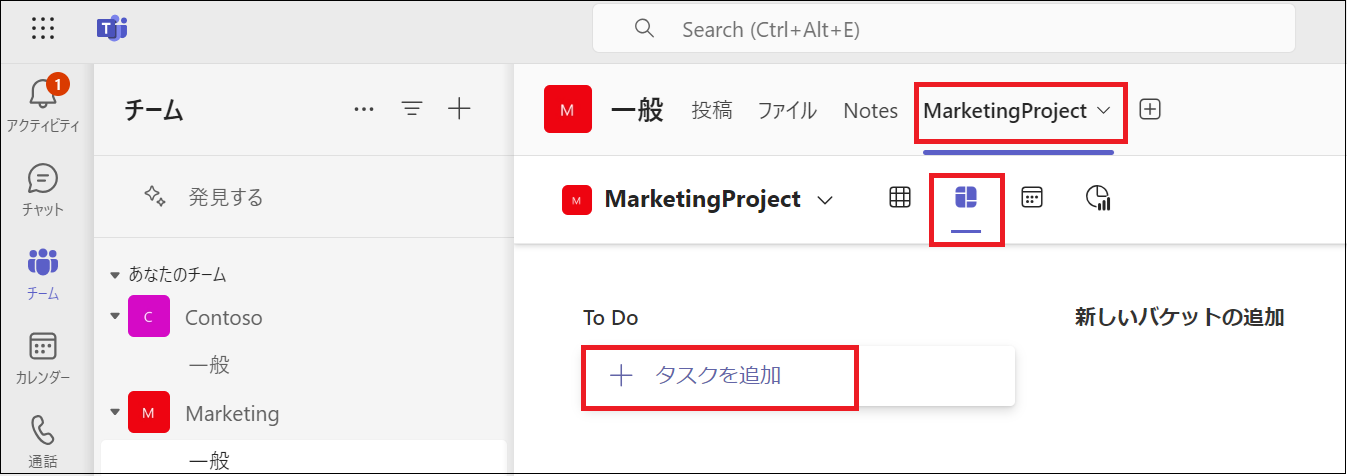 Search (Ctrl+Alt+E)
1
アクティビティ
チャット
チーム
カレンダー
通話
チーム
発見する
あなたのチーム
C Contoso
一般
M Marketing
一般
M 一般 投稿 ファイル Notes MarketingProject
M MarketingProject
To Do
新しいバケットの追加
タスクを追加